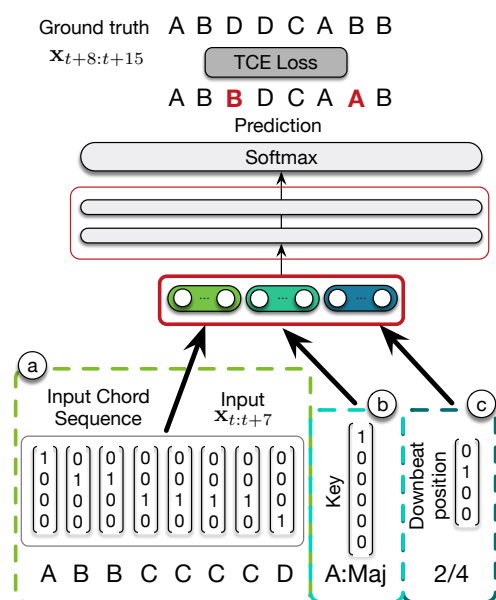 Ground truth A B D D C A B B
x_{t+8:t+15} TCE Loss
A B B D C A A B
Prediction
Softmax
... ... ...
a
b
c
Input Chord Sequence
Input
x_{t:t+7}
1 0 0 0 0 0 0 0
0 1 1 0 0 0 0 0
0 0 0 1 1 1 1 0
0 0 0 0 0 0 0 1
A B B C C C C D
Key
1
0
0
0
0
0
A:Maj
Downbeat position
0
1
0
0
2/4